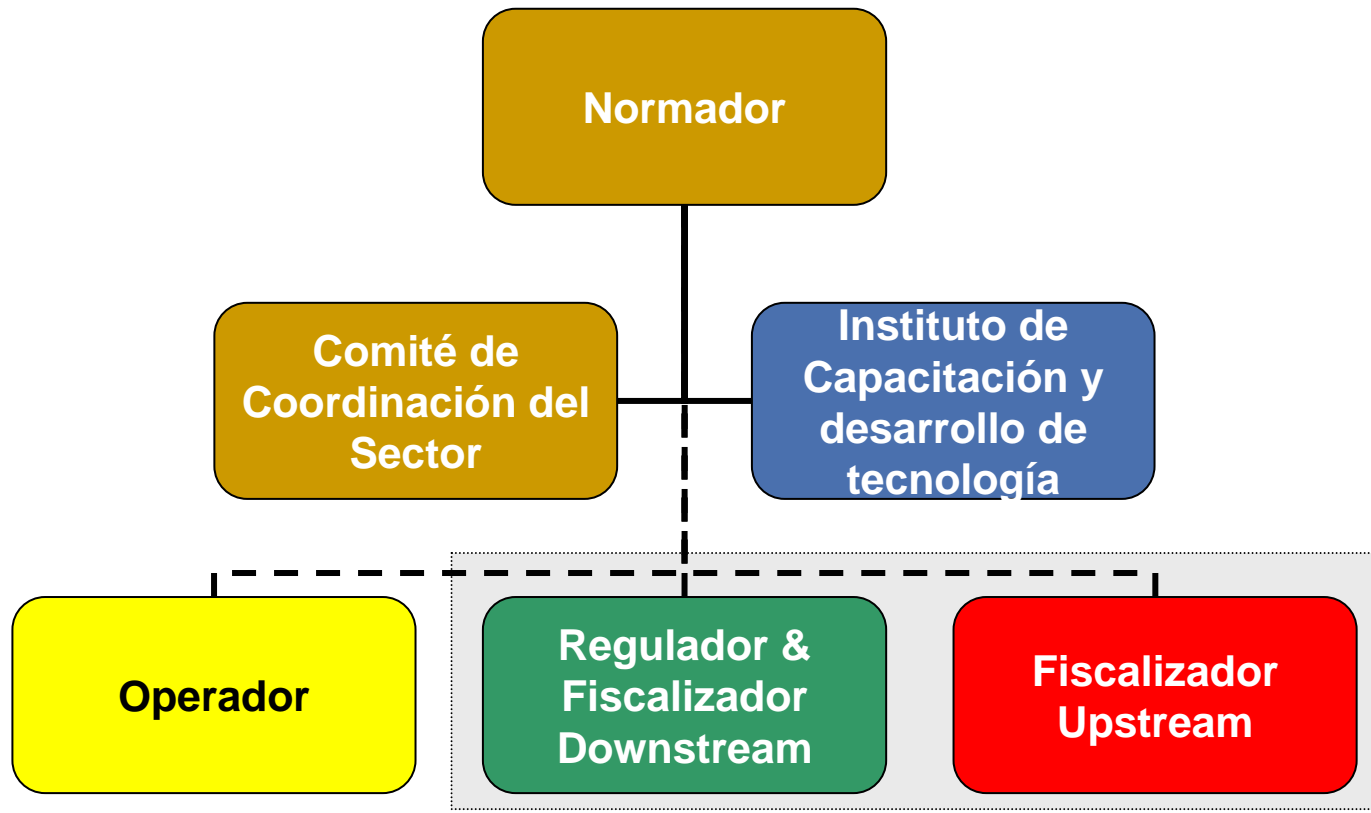 Normador
Comité de
Coordinación del
Sector
Instituto de
Capacitación y
desarrollo de
tecnología
Operador
Regulador &
Fiscalizador
Downstream
Fiscalizador
Upstream